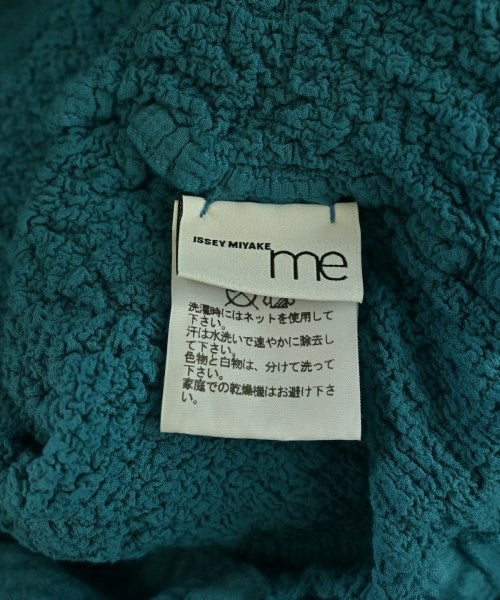 ISSEY MIYAKE
me
洗濯時にはネットを使用して
下さい。
汗は水洗いで速やかに除去し
て下さい。
色物と白物は、分けて洗って
下さい。
家庭での乾燥機はお避け下さ
い。